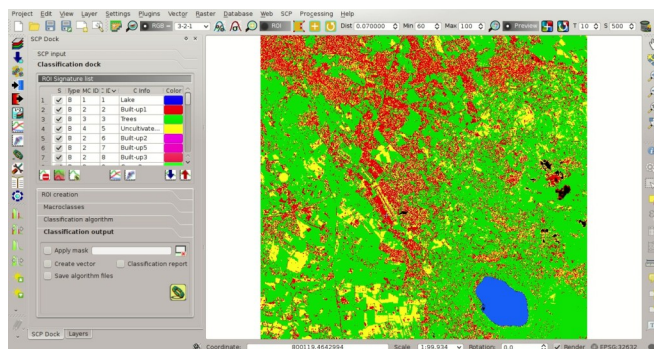 Project Edit View Layer Settings Plugins Vector Raster Database Web SCP Processing Help
RGB = 3-2-1 ROI Dist 0.070000 Min 60 Max 100 Preview T 10 S 500
SCP Dock
SCP input
Classification dock
ROI Signature list
S Type MC ID C Info Color
1 B 1 1 Lake
2 B 2 2 Built-up1
3 B 3 3 Trees
4 B 4 5 Uncultivate...
5 B 2 6 Built-up2
6 B 2 7 Built-up5
7 B 2 8 Built-up3
ROI creation
Macroclasses
Classification algorithm
Classification output
Apply mask
Create vector Classification report
Save algorithm files
SCP Dock Layers
Coordinate: 800119,4642994 Scale 1:99,934 Rotation: 0.0 Render EPSG:32632